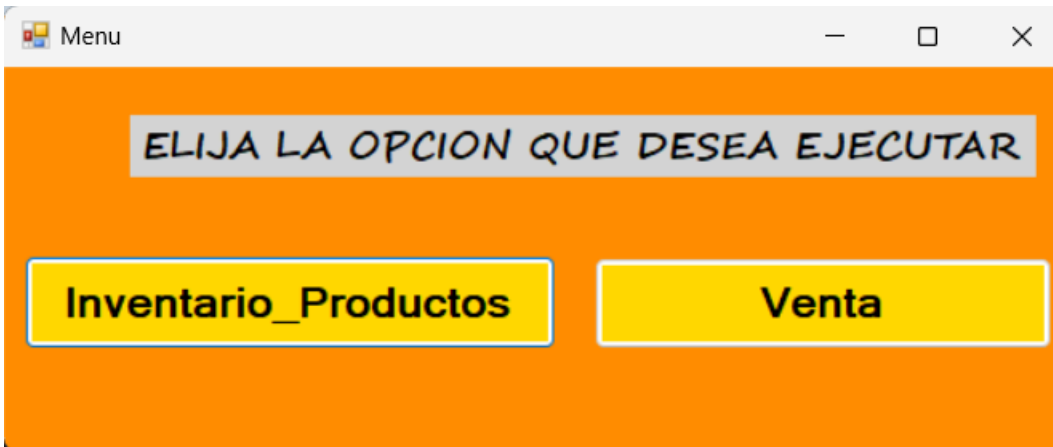 Menu
ELIJA LA OPCION QUE DESEA EJECUTAR
Inventario_Productos
Venta